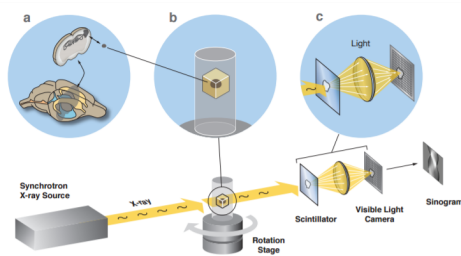 a
b
c
Light
Synchrotron
X-ray Source
X-ray
Rotation
Stage
Scintillator
Visible Light
Camera
Sinogram